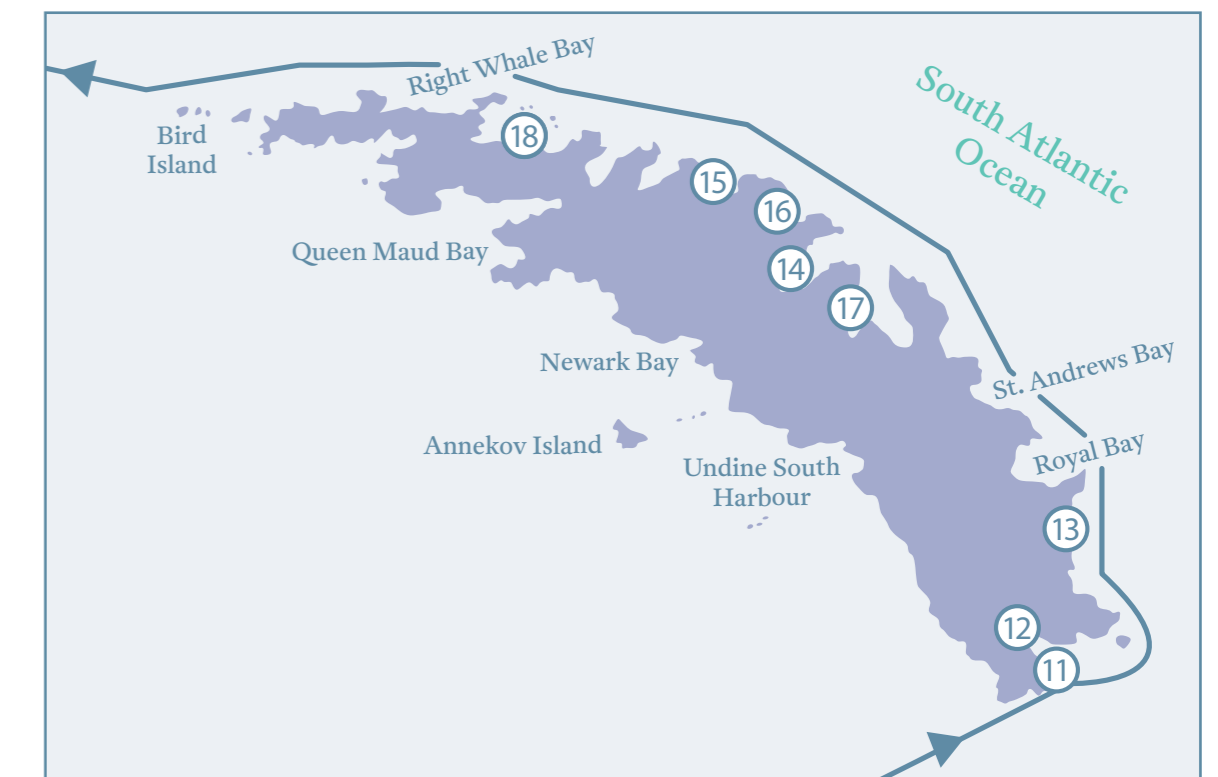 Right Whale Bay
South Atlantic
Ocean
Bird
Island
18
15
16
Queen Maud Bay
14
17
Newark Bay
St. Andrews Bay
Annekov Island
Royal Bay
Undine South
Harbour
13
12
11